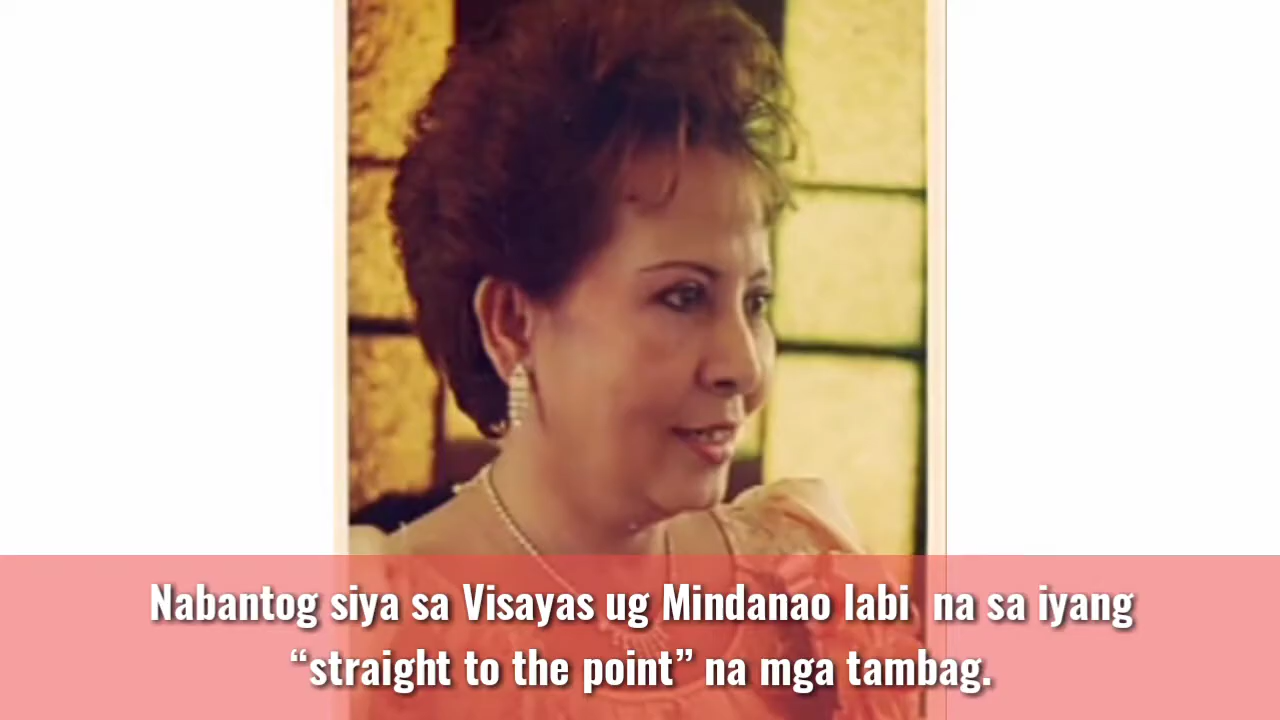 Nabantog siya sa Visayas ug Mindanao labi na sa iyang
“straight to the point” na mga tambag.